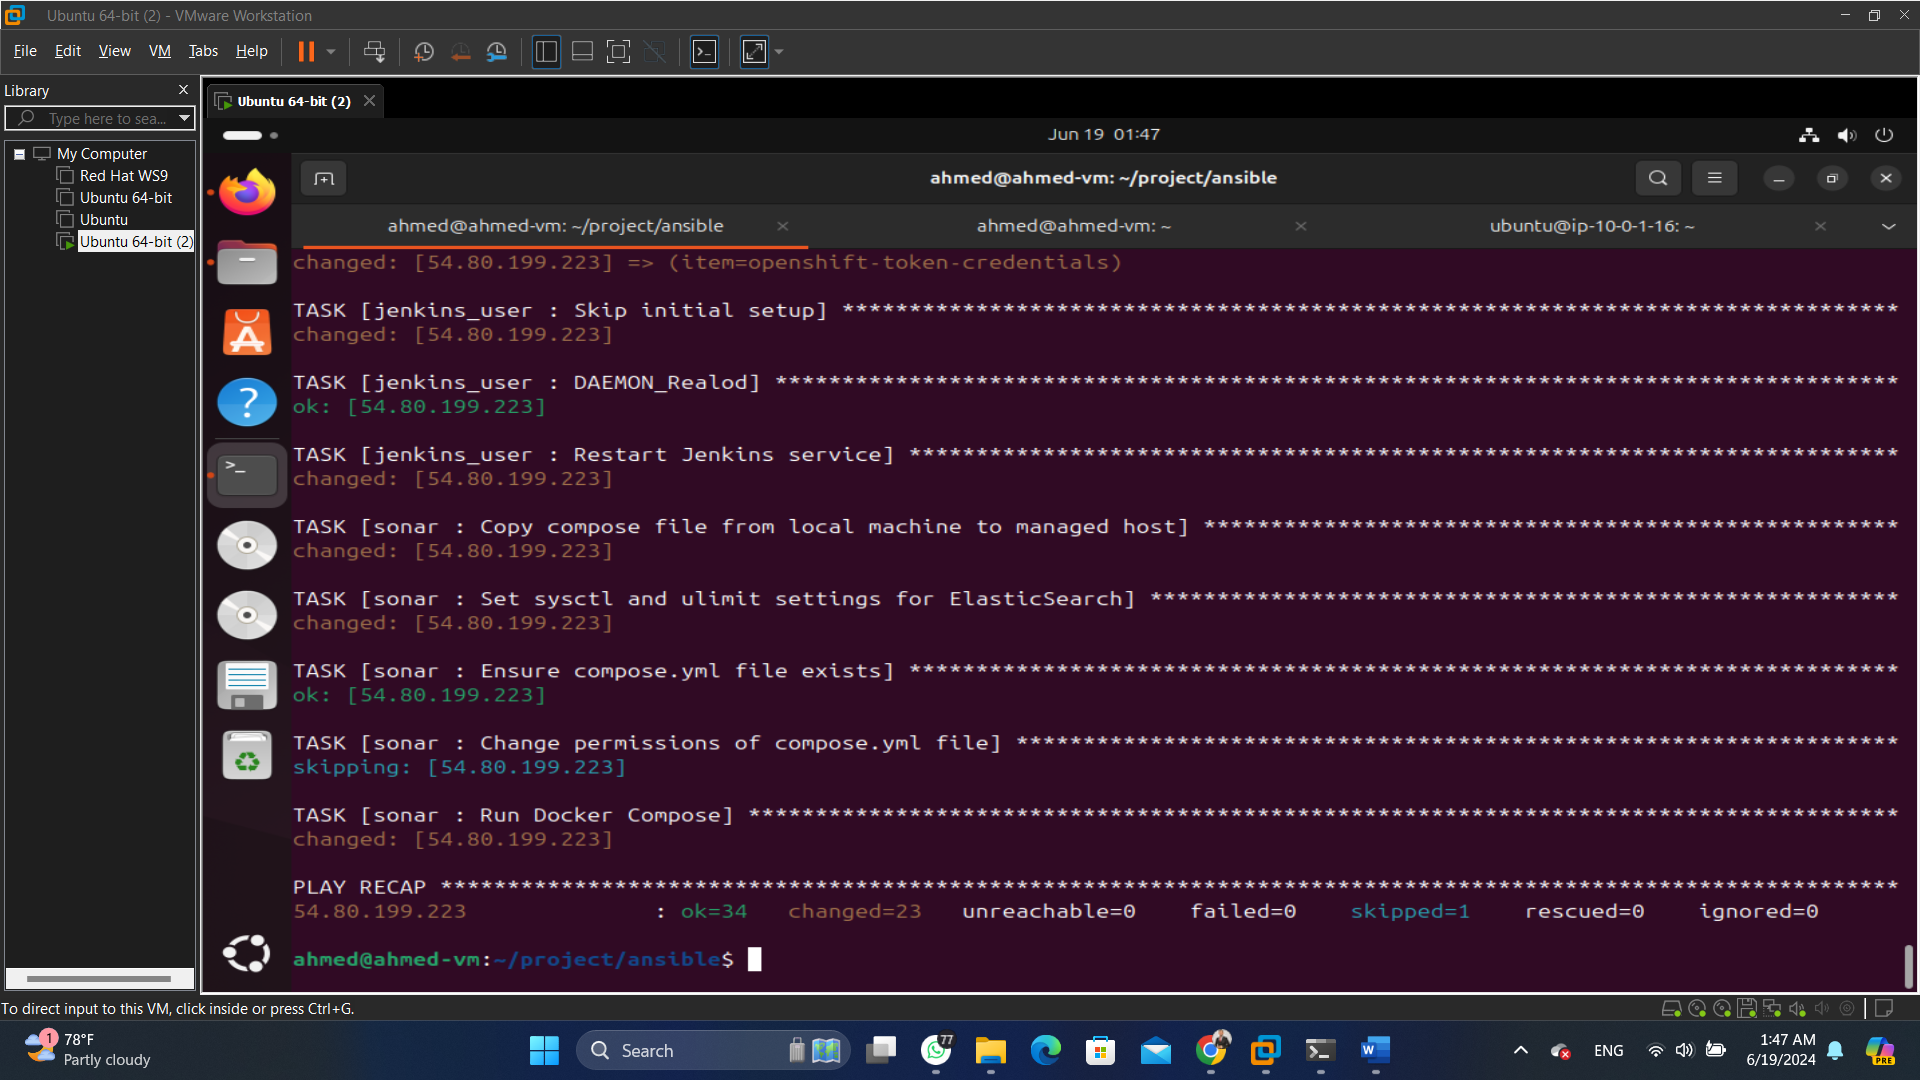 Ubuntu 64-bit (2) - VMware Workstation
File Edit View VM Tabs Help
Library
Type here to sea...
My Computer
Red Hat WS9
Ubuntu 64-bit
Ubuntu
Ubuntu 64-bit (2)
Ubuntu 64-bit (2)
Jun 19 01:47
ahmed@ahmed-vm: ~/project/ansible
ahmed@ahmed-vm: ~/project/ansible
ahmed@ahmed-vm: ~
ubuntu@ip-10-0-1-16: ~
changed: [54.80.199.223] => (item=openshift-token-credentials)
TASK [jenkins_user : Skip initial setup] *******************************************************************************
changed: [54.80.199.223]
TASK [jenkins_user : DAEMON_Realod] ************************************************************************************
ok: [54.80.199.223]
TASK [jenkins_user : Restart Jenkins service] **************************************************************************
changed: [54.80.199.223]
TASK [sonar : Copy compose file from local machine to managed host] ****************************************************
changed: [54.80.199.223]
TASK [sonar : Set sysctl and ulimit settings for ElasticSearch] ********************************************************
changed: [54.80.199.223]
TASK [sonar : Ensure compose.yml file exists] **************************************************************************
ok: [54.80.199.223]
TASK [sonar : Change permissions of compose.yml file] ******************************************************************
skipping: [54.80.199.223]
TASK [sonar : Run Docker Compose] **************************************************************************************
changed: [54.80.199.223]
PLAY RECAP *************************************************************************************************************
54.80.199.223 : ok=34 changed=23 unreachable=0 failed=0 skipped=1 rescued=0 ignored=0
ahmed@ahmed-vm:~/project/ansible$
To direct input to this VM, click inside or press Ctrl+G.
1
78°F
Partly cloudy
Search
77
ENG
1:47 AM
6/19/2024
PRE